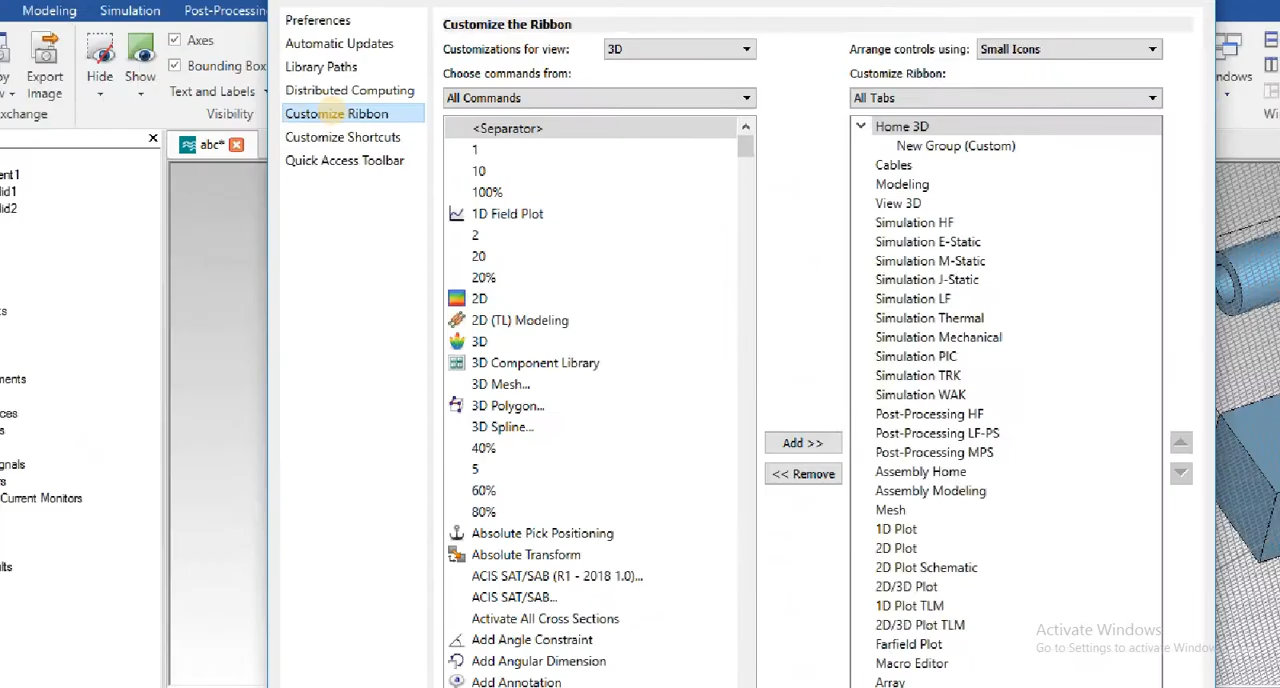 Modeling
Simulation
Post-Processin
Export
Image
Hide
Show
Axes
Bounding Box
Text and Labels
Visibility
xchange
abc*
ent1
lid1
lid2
ments
ces
gnals
Current Monitors
lts
Preferences
Automatic Updates
Library Paths
Distributed Computing
Customize Ribbon
Customize Shortcuts
Quick Access Toolbar
Customize the Ribbon
Customizations for view:
3D
Choose commands from:
All Commands
<Separator>
1
10
100%
1D Field Plot
2
20
20%
2D
2D (TL) Modeling
3D
3D Component Library
3D Mesh...
3D Polygon...
3D Spline...
40%
5
60%
80%
Absolute Pick Positioning
Absolute Transform
ACIS SAT/SAB (R1 - 2018 1.0)...
ACIS SAT/SAB...
Activate All Cross Sections
Add Angle Constraint
Add Angular Dimension
Add Annotation
Add >>
<< Remove
Arrange controls using:
Small Icons
Customize Ribbon:
All Tabs
Home 3D
New Group (Custom)
Cables
Modeling
View 3D
Simulation HF
Simulation E-Static
Simulation M-Static
Simulation J-Static
Simulation LF
Simulation Thermal
Simulation Mechanical
Simulation PIC
Simulation TRK
Simulation WAK
Post-Processing HF
Post-Processing LF-PS
Post-Processing MPS
Assembly Home
Assembly Modeling
Mesh
1D Plot
2D Plot
2D Plot Schematic
2D/3D Plot
1D Plot TLM
2D/3D Plot TLM
Farfield Plot
Macro Editor
Array
ndows
Wi
Activate Windows
Go to Settings to activate Windows